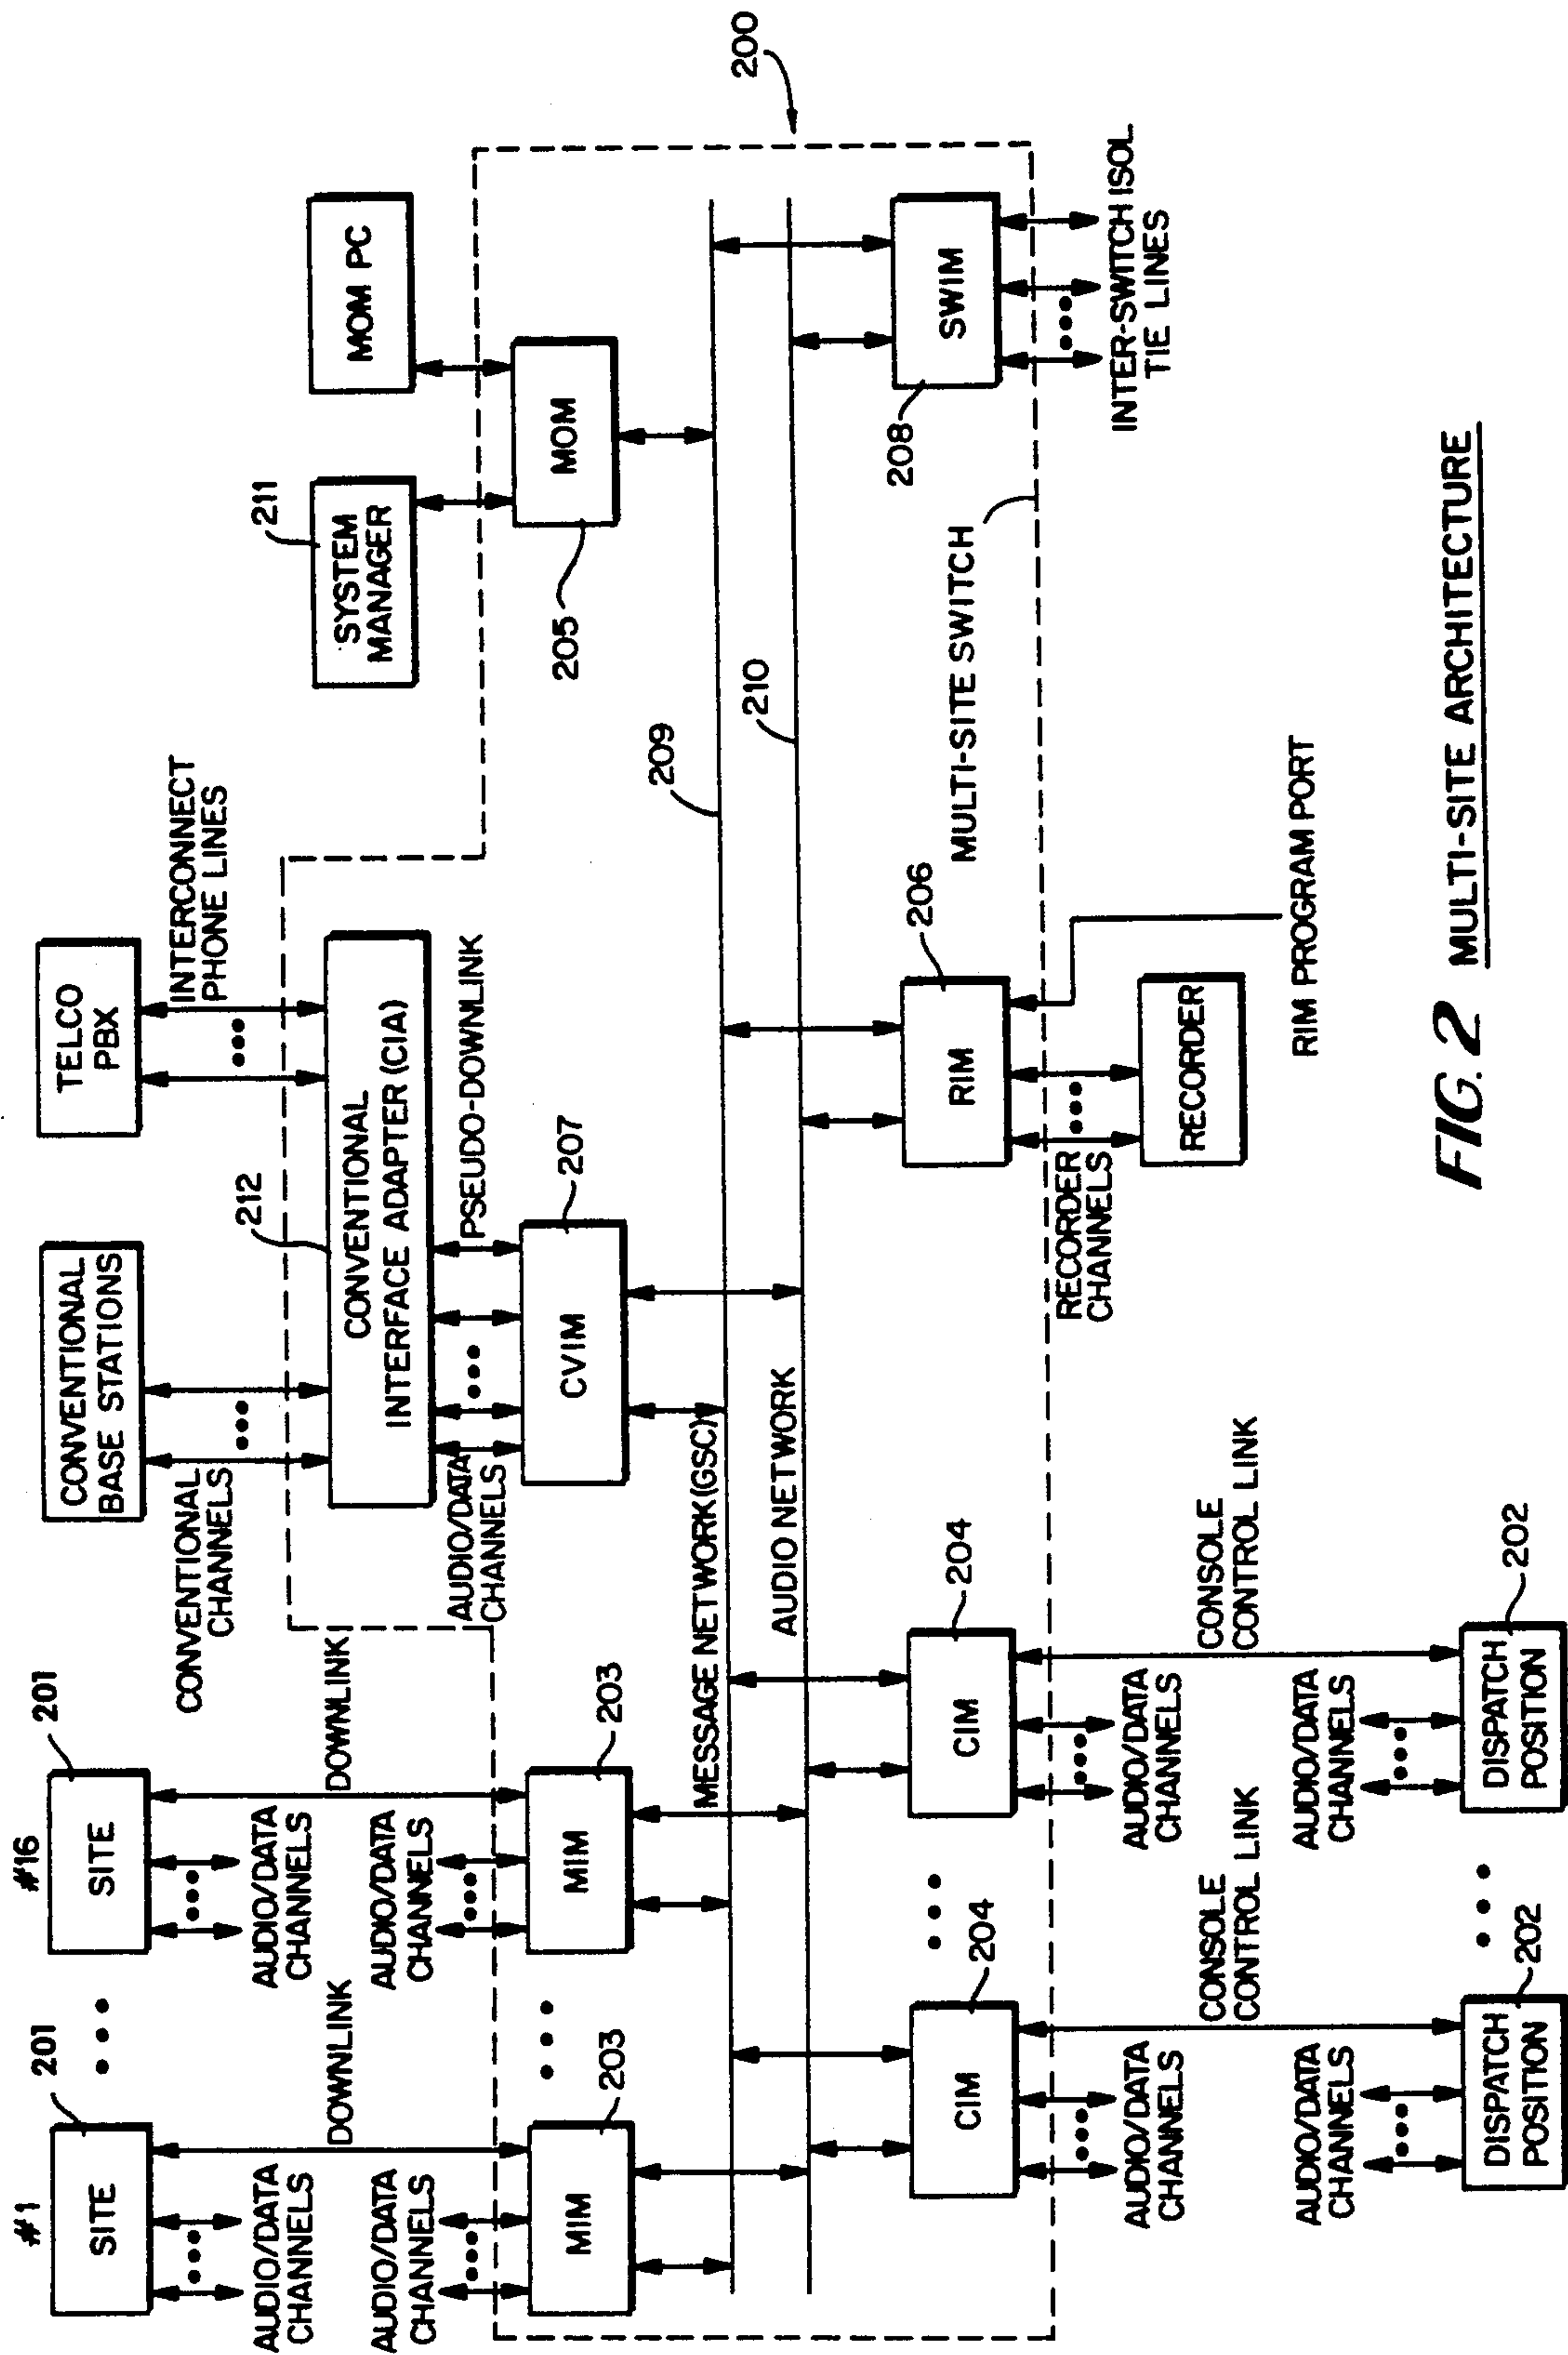 #1
201
SITE
#16
201
SITE
AUDIO/DATA
CHANNELS
DOWNLINK
AUDIO/DATA
CHANNELS
AUDIO/DATA
CHANNELS
DOWNLINK
AUDIO/DATA
CHANNELS
MIM
203
MIM
203
CONVENTIONAL
BASE STATIONS
CONVENTIONAL
CHANNELS
TELCO
PBX
INTERCONNECT
PHONE LINES
212
CONVENTIONAL
INTERFACE ADAPTER (CIA)
AUDIO/DATA
CHANNELS
PSEUDO-DOWNLINK
CVIM
207
SYSTEM
MANAGER
211
MOM PC
MOM
205
200
MESSAGE NETWORK (GSC)
209
AUDIO NETWORK
210
CIM
204
CIM
204
RIM
206
SWIM
208
MULTI-SITE SWITCH
AUDIO/DATA
CHANNELS
CONSOLE
CONTROL LINK
AUDIO/DATA
CHANNELS
CONSOLE
CONTROL LINK
RECORDER
CHANNELS
RECORDER
RIM PROGRAM PORT
INTER-SWITCH ISOL
TIE LINES
AUDIO/DATA
CHANNELS
AUDIO/DATA
CHANNELS
DISPATCH
POSITION
202
DISPATCH
POSITION
202
FIG. 2 MULTI-SITE ARCHITECTURE